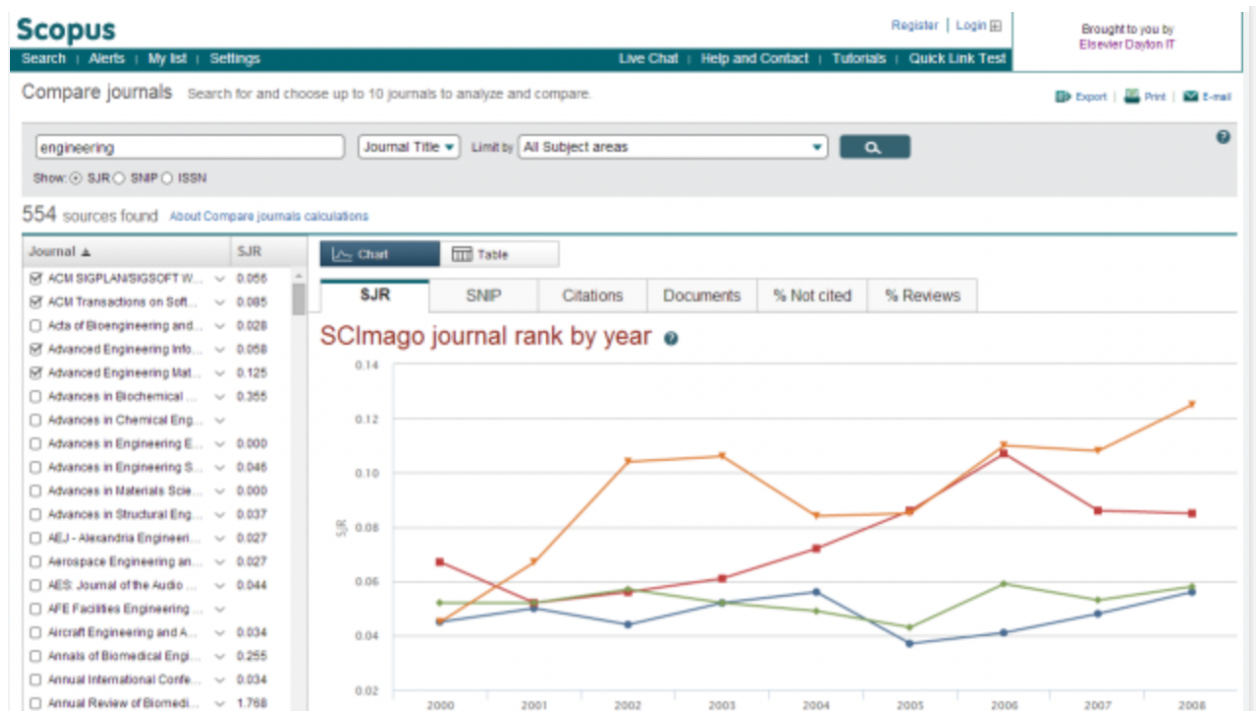 Scopus
Register | Login
Brought to you by
Elsevier Dayton IT
Search | Alerts | My list | Settings
Live Chat | Help and Contact | Tutorials | Quick Link Test
Compare journals Search for and choose up to 10 journals to analyze and compare.
Export | Print | E-mail
engineering
Journal Title
Limit by All Subject areas
Show: SJR SNIP ISSN
554 sources found About Compare journals calculations
Journal SJR
Chart Table
ACM SIGPLAN/SIGSOFT W... 0.056
ACM Transactions on Soft... 0.085
Acta of Bioengineering and... 0.028
Advanced Engineering Info... 0.058
Advanced Engineering Mat... 0.125
Advances in Biochemical ... 0.355
Advances in Chemical Eng...
Advances in Engineering E... 0.000
Advances in Engineering S... 0.046
Advances in Materials Scie... 0.000
Advances in Structural Eng... 0.037
AEJ - Alexandria Engineeri... 0.027
Aerospace Engineering an... 0.027
AES: Journal of the Audio ... 0.044
AFE Facilities Engineering ...
Aircraft Engineering and A... 0.034
Annals of Biomedical Engi... 0.255
Annual International Confe... 0.034
Annual Review of Biomedi... 1.768
SJR SNIP Citations Documents % Not cited % Reviews
SCImago journal rank by year
0.14
0.12
0.10
0.08
0.06
0.04
0.02
SJR
2000 2001 2002 2003 2004 2005 2006 2007 2008